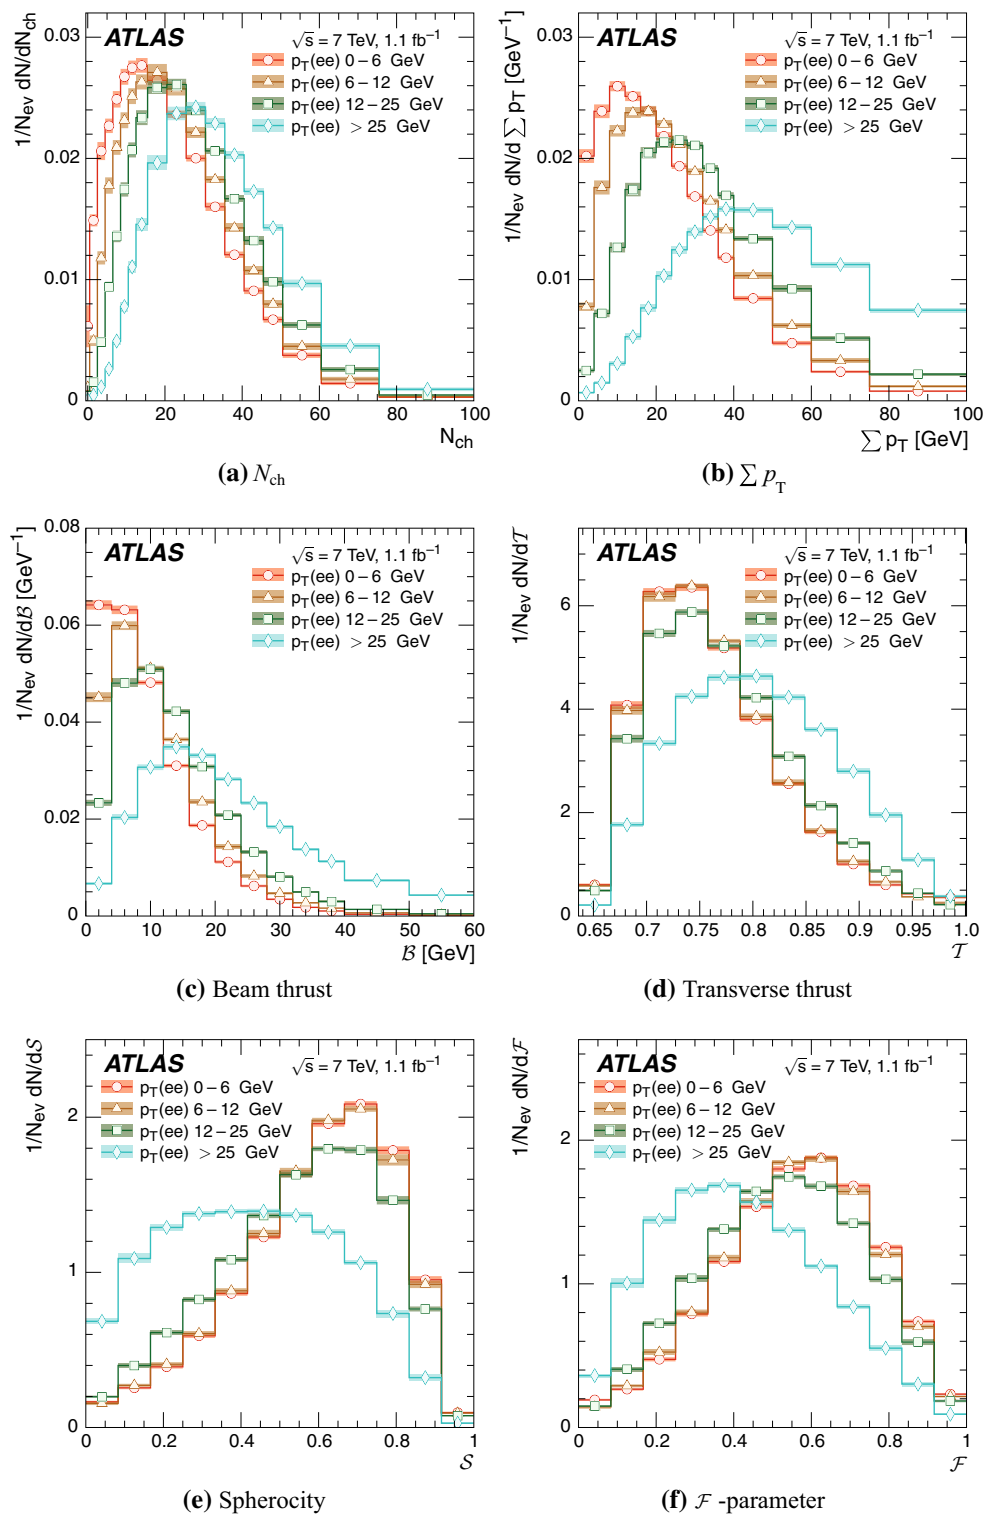 1/N_ev dN/dN_ch
0.03
0.02
0.01
0
ATLAS
√s = 7 TeV, 1.1 fb⁻¹
p_T(ee) 0 – 6 GeV
p_T(ee) 6 – 12 GeV
p_T(ee) 12 – 25 GeV
p_T(ee) > 25 GeV
0 20 40 60 80 100
N_ch
(a) N_ch
1/N_ev dN/d ∑ p_T [GeV⁻¹]
0.03
0.02
0.01
0
ATLAS
√s = 7 TeV, 1.1 fb⁻¹
p_T(ee) 0 – 6 GeV
p_T(ee) 6 – 12 GeV
p_T(ee) 12 – 25 GeV
p_T(ee) > 25 GeV
0 20 40 60 80 100
∑ p_T [GeV]
(b) ∑ p_T
1/N_ev dN/dℬ [GeV⁻¹]
0.08
0.06
0.04
0.02
0
ATLAS
√s = 7 TeV, 1.1 fb⁻¹
p_T(ee) 0 – 6 GeV
p_T(ee) 6 – 12 GeV
p_T(ee) 12 – 25 GeV
p_T(ee) > 25 GeV
0 10 20 30 40 50 60
ℬ [GeV]
(c) Beam thrust
1/N_ev dN/d𝒯
6
4
2
0
ATLAS
√s = 7 TeV, 1.1 fb⁻¹
p_T(ee) 0 – 6 GeV
p_T(ee) 6 – 12 GeV
p_T(ee) 12 – 25 GeV
p_T(ee) > 25 GeV
0.65 0.7 0.75 0.8 0.85 0.9 0.95 1.0
𝒯
(d) Transverse thrust
1/N_ev dN/d𝒮
2
1
0
ATLAS
√s = 7 TeV, 1.1 fb⁻¹
p_T(ee) 0 – 6 GeV
p_T(ee) 6 – 12 GeV
p_T(ee) 12 – 25 GeV
p_T(ee) > 25 GeV
0 0.2 0.4 0.6 0.8 1
𝒮
(e) Spherocity
1/N_ev dN/dℱ
2
1
0
ATLAS
√s = 7 TeV, 1.1 fb⁻¹
p_T(ee) 0 – 6 GeV
p_T(ee) 6 – 12 GeV
p_T(ee) 12 – 25 GeV
p_T(ee) > 25 GeV
0 0.2 0.4 0.6 0.8 1
ℱ
(f) ℱ -parameter